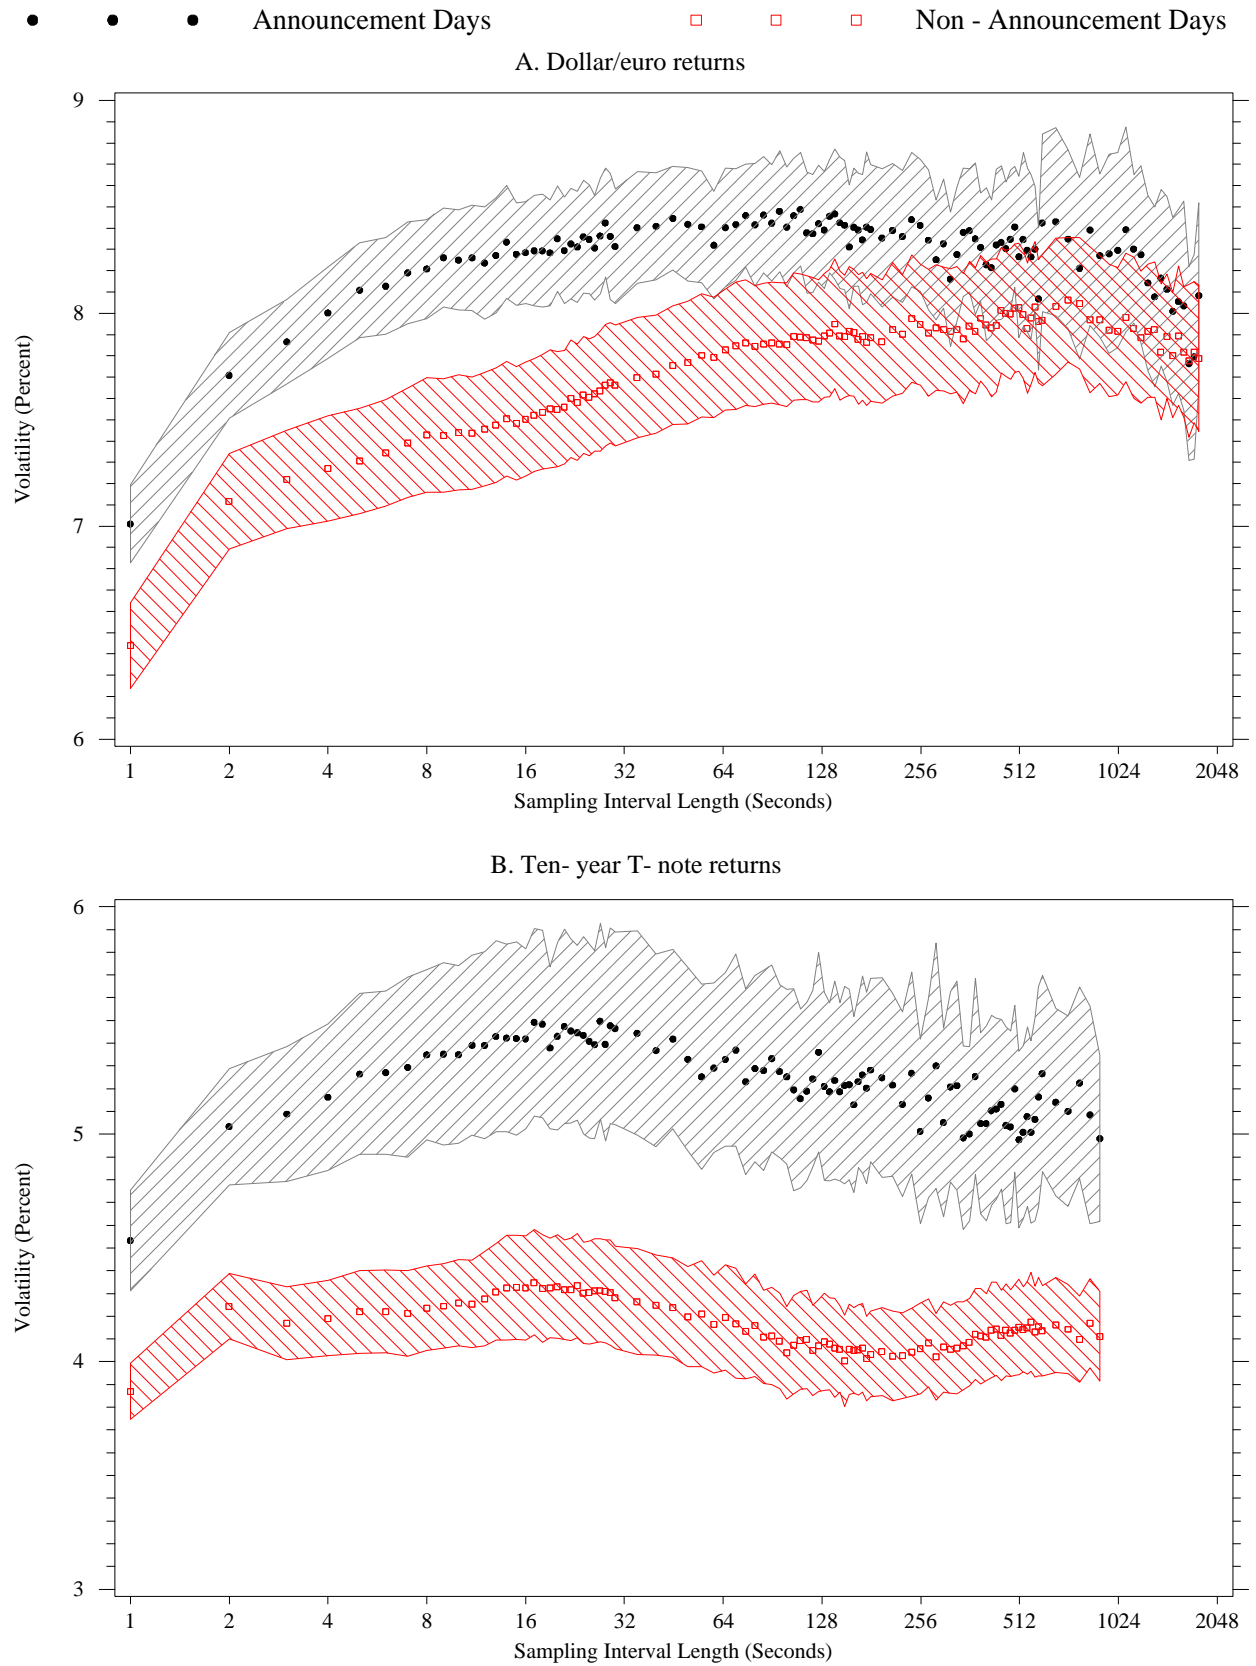 Announcement Days
Non - Announcement Days
A. Dollar/euro returns
9
8
7
6
Volatility (Percent)
1 2 4 8 16 32 64 128 256 512 1024 2048
Sampling Interval Length (Seconds)
B. Ten- year T- note returns
6
5
4
3
Volatility (Percent)
1 2 4 8 16 32 64 128 256 512 1024 2048
Sampling Interval Length (Seconds)